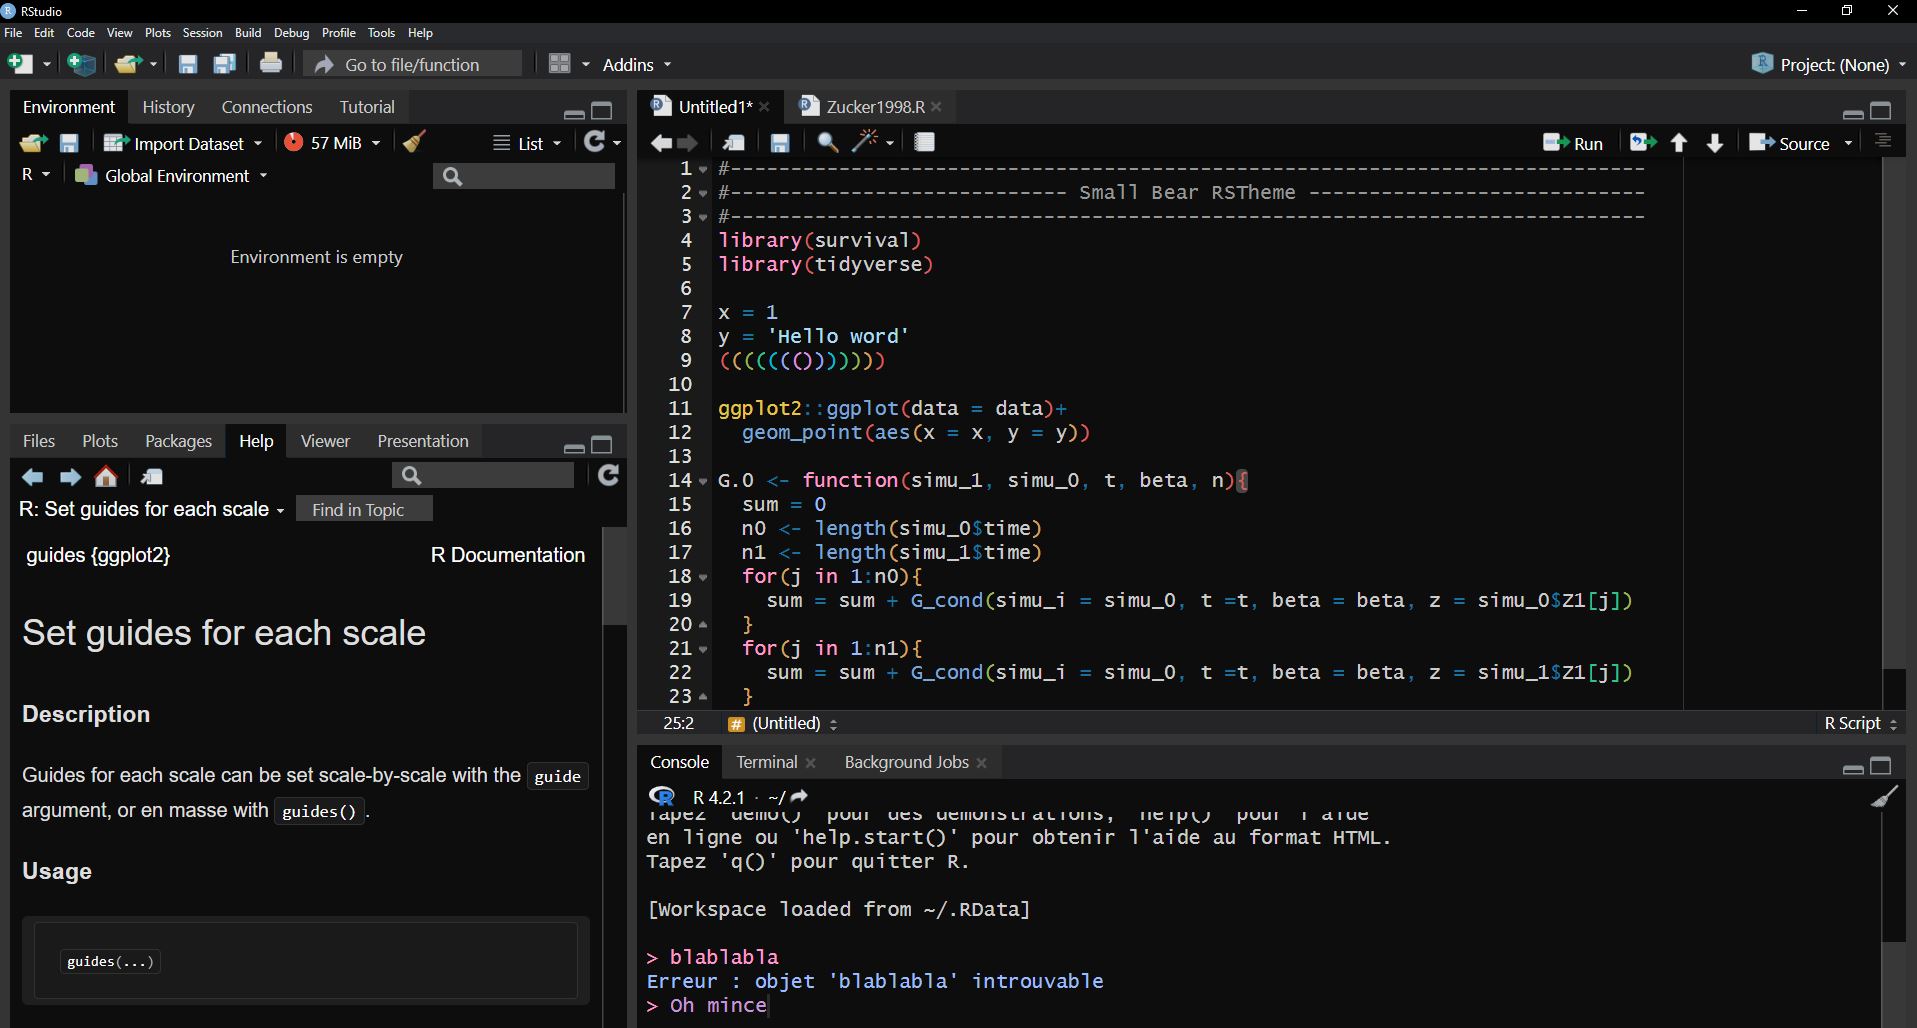 RStudio
File Edit Code View Plots Session Build Debug Profile Tools Help
Go to file/function Addins Project: (None)
Environment History Connections Tutorial
Import Dataset 57 MiB List
R Global Environment
Environment is empty
Files Plots Packages Help Viewer Presentation
R: Set guides for each scale Find in Topic
guides {ggplot2} R Documentation
Set guides for each scale
Description
Guides for each scale can be set scale-by-scale with the guide
argument, or en masse with guides() .
Usage
guides(...)
Untitled1* Zucker1998.R
Run Source
1 #----------------------------------------------------------------------------
2 #---------------------------- Small Bear RSTheme ----------------------------
3 #----------------------------------------------------------------------------
4 library(survival)
5 library(tidyverse)
6
7 x = 1
8 y = 'Hello word'
9 ((((((()))))))
10
11 ggplot2::ggplot(data = data)+
12 geom_point(aes(x = x, y = y))
13
14 G.0 <- function(simu_1, simu_0, t, beta, n){
15 sum = 0
16 n0 <- length(simu_0$time)
17 n1 <- length(simu_1$time)
18 for(j in 1:n0){
19 sum = sum + G_cond(simu_i = simu_0, t =t, beta = beta, z = simu_0$Z1[j])
20 }
21 for(j in 1:n1){
22 sum = sum + G_cond(simu_i = simu_0, t =t, beta = beta, z = simu_1$Z1[j])
23 }
25:2 # (Untitled) R Script
Console Terminal Background Jobs
R 4.2.1 · ~/
Tapez 'demo()' pour des démonstrations, 'help()' pour l'aide
en ligne ou 'help.start()' pour obtenir l'aide au format HTML.
Tapez 'q()' pour quitter R.
[Workspace loaded from ~/.RData]
> blablabla
Erreur : objet 'blablabla' introuvable
> Oh mince